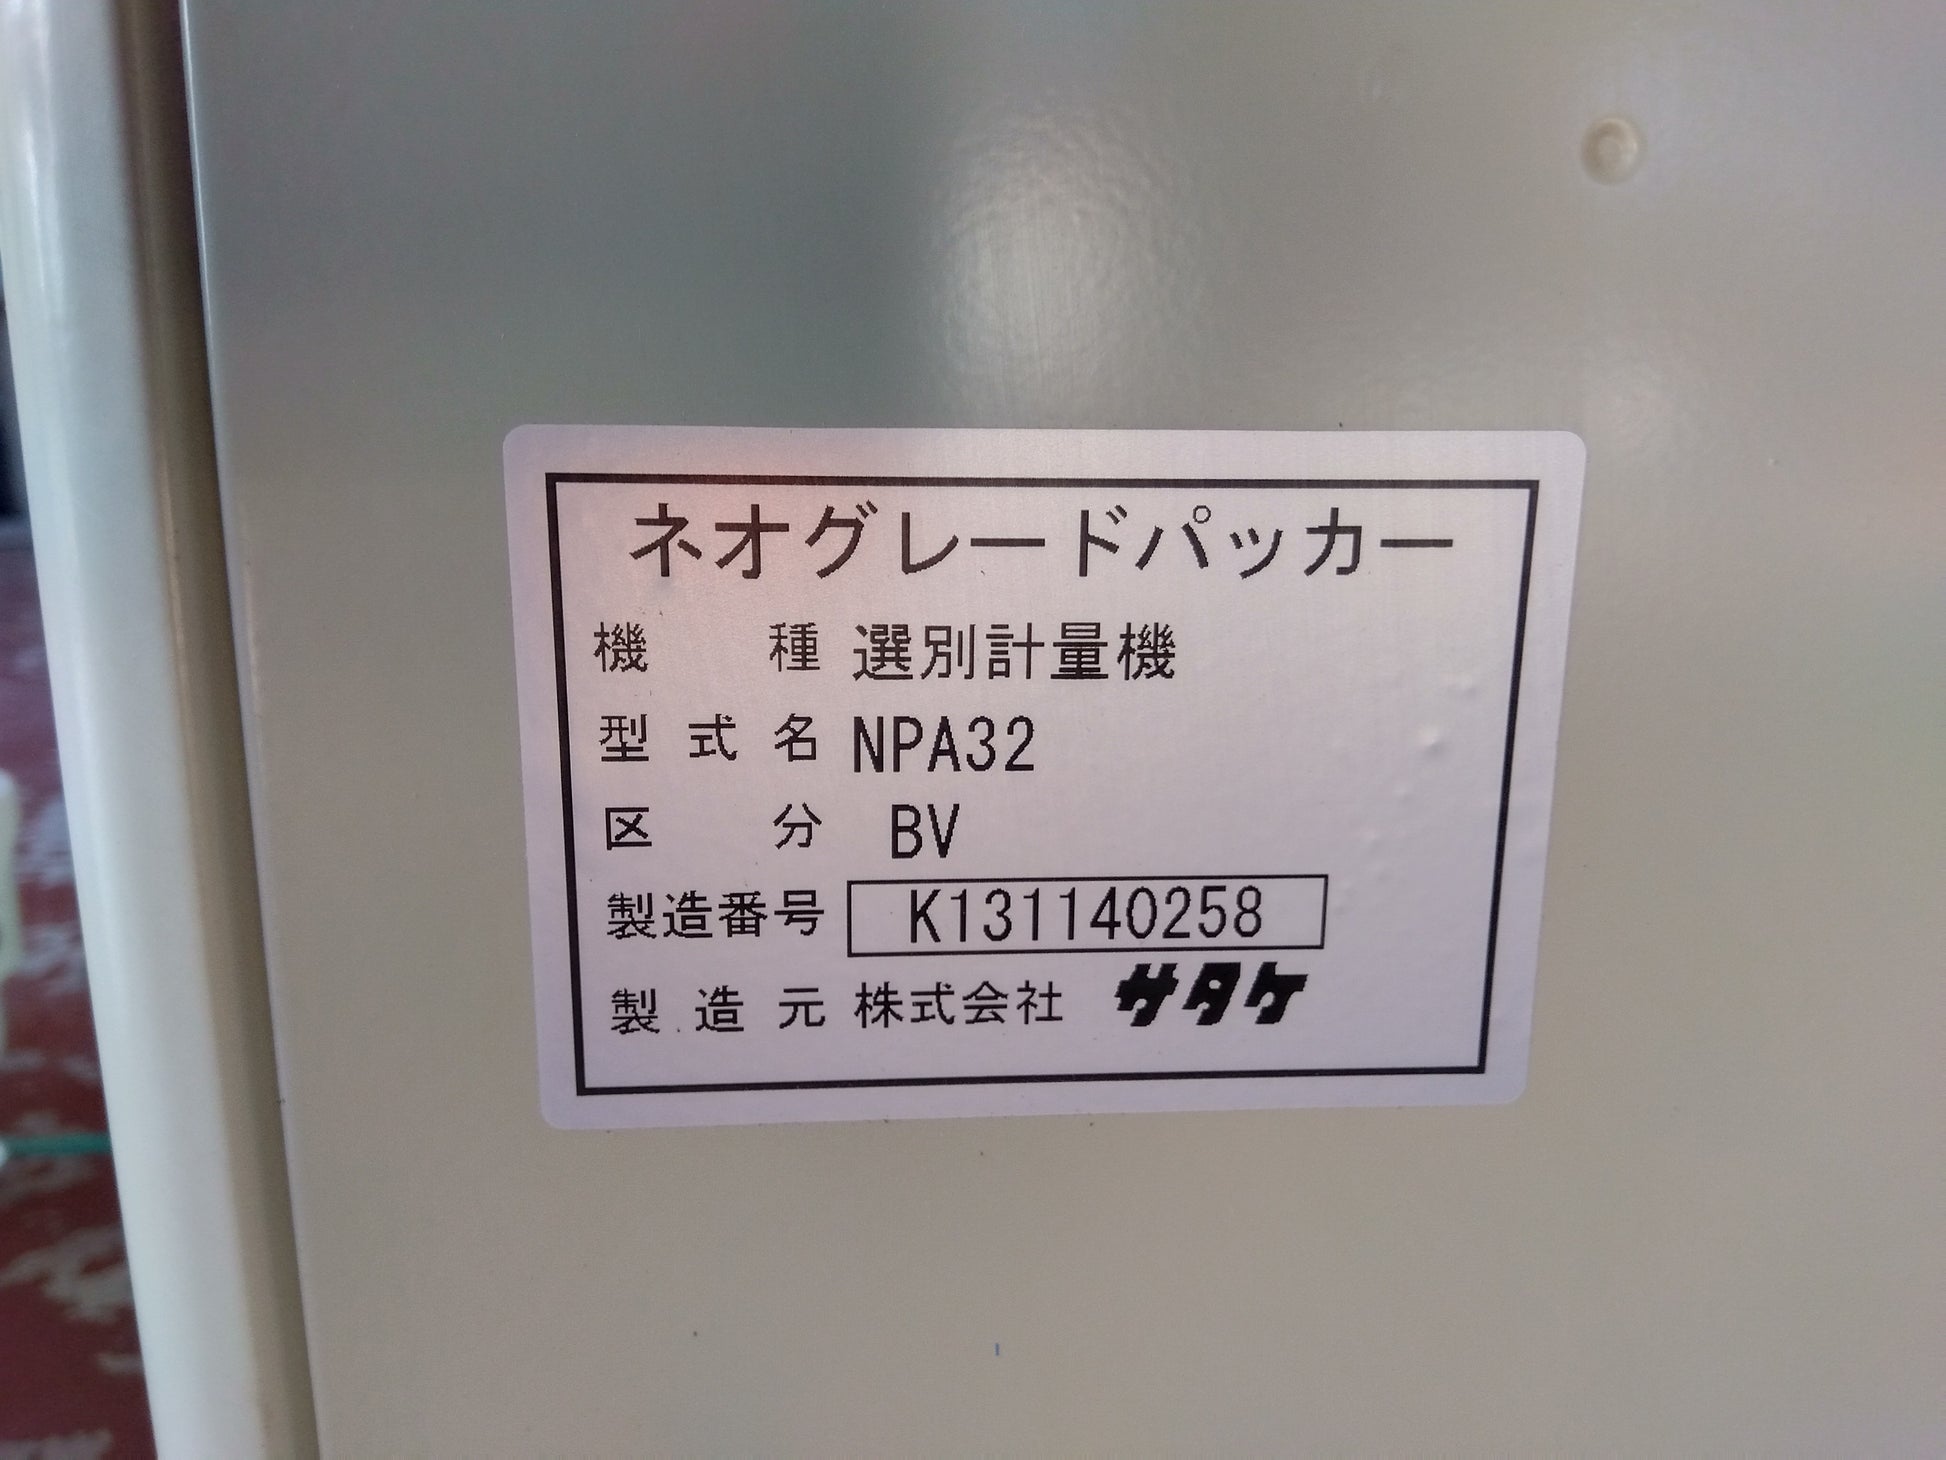 ネオグレードパッカー
機種 選別計量機
型式名 NPA32
区分 BV
製造番号 K131140258
製造元 株式会社 サタケ